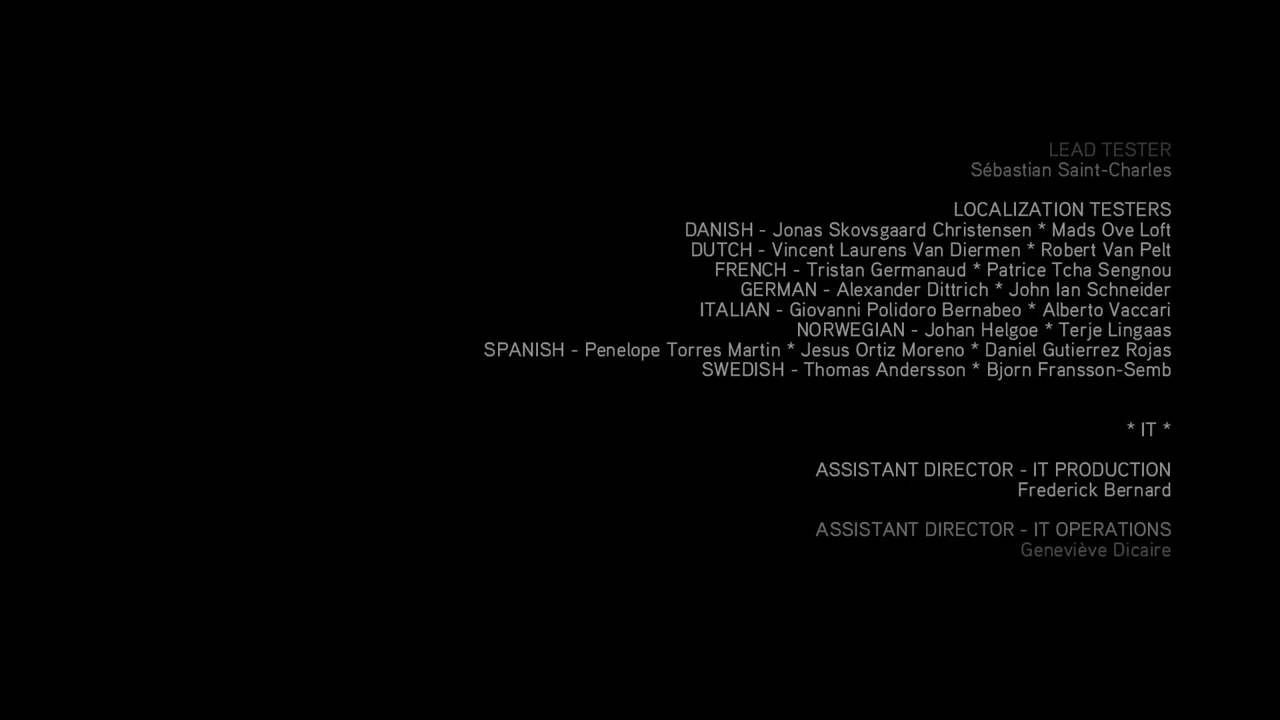 LEAD TESTER
Sébastian Saint-Charles
LOCALIZATION TESTERS
DANISH - Jonas Skovsgaard Christensen * Mads Ove Loft
DUTCH - Vincent Laurens Van Diermen * Robert Van Pelt
FRENCH - Tristan Germanaud * Patrice Tcha Sengnou
GERMAN - Alexander Dittrich * John Ian Schneider
ITALIAN - Giovanni Polidoro Bernabeo * Alberto Vaccari
NORWEGIAN - Johan Helgoe * Terje Lingaas
SPANISH - Penelope Torres Martin * Jesus Ortiz Moreno * Daniel Gutierrez Rojas
SWEDISH - Thomas Andersson * Bjorn Fransson-Semb
* IT *
ASSISTANT DIRECTOR - IT PRODUCTION
Frederick Bernard
ASSISTANT DIRECTOR - IT OPERATIONS
Geneviève Dicaire